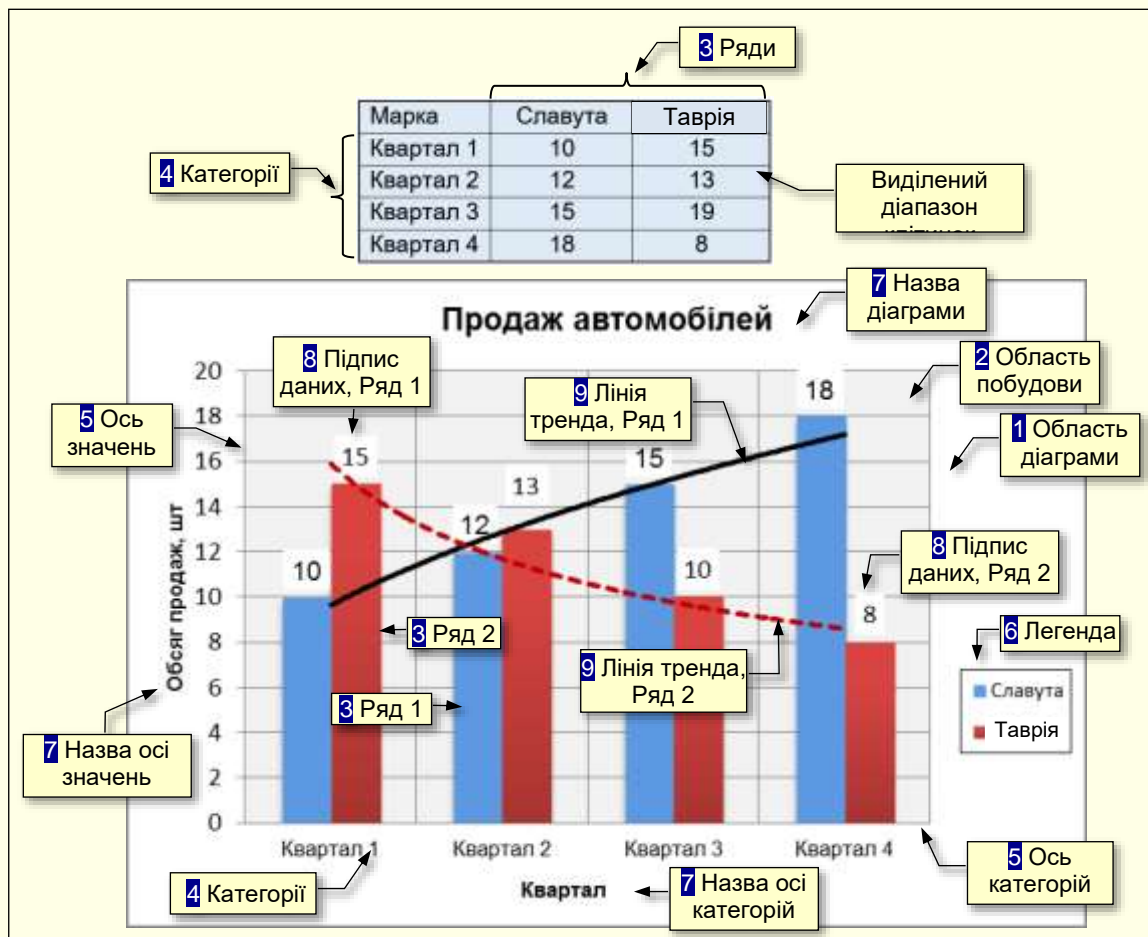 3 Ряди
Марка Славута Таврія
Квартал 1 10 15
Квартал 2 12 13
Квартал 3 15 19
Квартал 4 18 8
4 Категорії
Виділений
діапазон
7 Назва
діаграми
Продаж автомобілей
8 Підпис
даних, Ряд 1
9 Лінія
тренда, Ряд 1
2 Область
побудови
5 Ось
значень
1 Область
діаграми
20
18
16
14
12
10
8
6
4
2
0
Обсяг продаж, шт
10
15
12
13
15
10
18
8
8 Підпис
даних, Ряд 2
3 Ряд 2
3 Ряд 1
9 Лінія тренда,
Ряд 2
6 Легенда
Славута
Таврія
7 Назва осі
значень
Квартал 1 Квартал 2 Квартал 3 Квартал 4
4 Категорії
Квартал
7 Назва осі
категорій
5 Ось
категорій